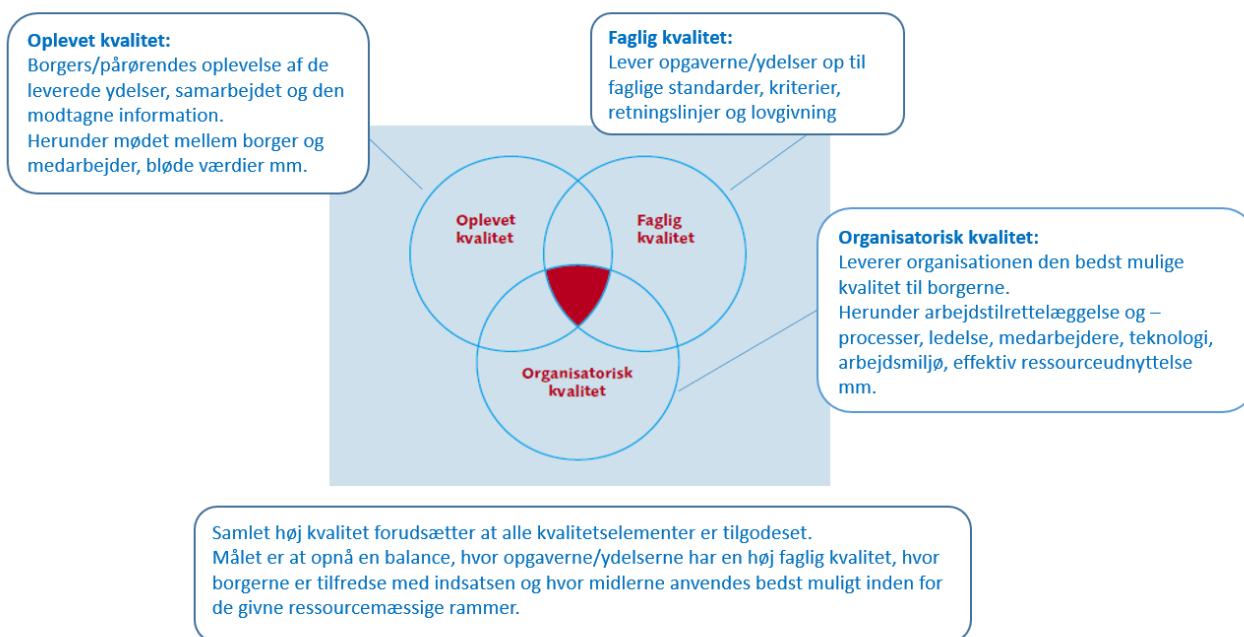 Oplevet kvalitet:
Borgers/pårørendes oplevelse af de
leverede ydelser, samarbejdet og den
modtagne information.
Herunder mødet mellem borger og
medarbejder, bløde værdier mm.
Faglig kvalitet:
Lever opgaverne/ydelser op til
faglige standarder, kriterier,
retningslinjer og lovgivning
Oplevet
kvalitet
Faglig
kvalitet
Organisatorisk
kvalitet
Organisatorisk kvalitet:
Leverer organisationen den bedst mulige
kvalitet til borgerne.
Herunder arbejdstilrettelæggelse og –
processer, ledelse, medarbejdere, teknologi,
arbejdsmiljø, effektiv ressourceudnyttelse
mm.
Samlet høj kvalitet forudsætter at alle kvalitetselementer er tilgodeset.
Målet er at opnå en balance, hvor opgaverne/ydelserne har en høj faglig kvalitet, hvor
borgerne er tilfredse med indsatsen og hvor midlerne anvendes bedst muligt inden for
de givne ressourcemæssige rammer.